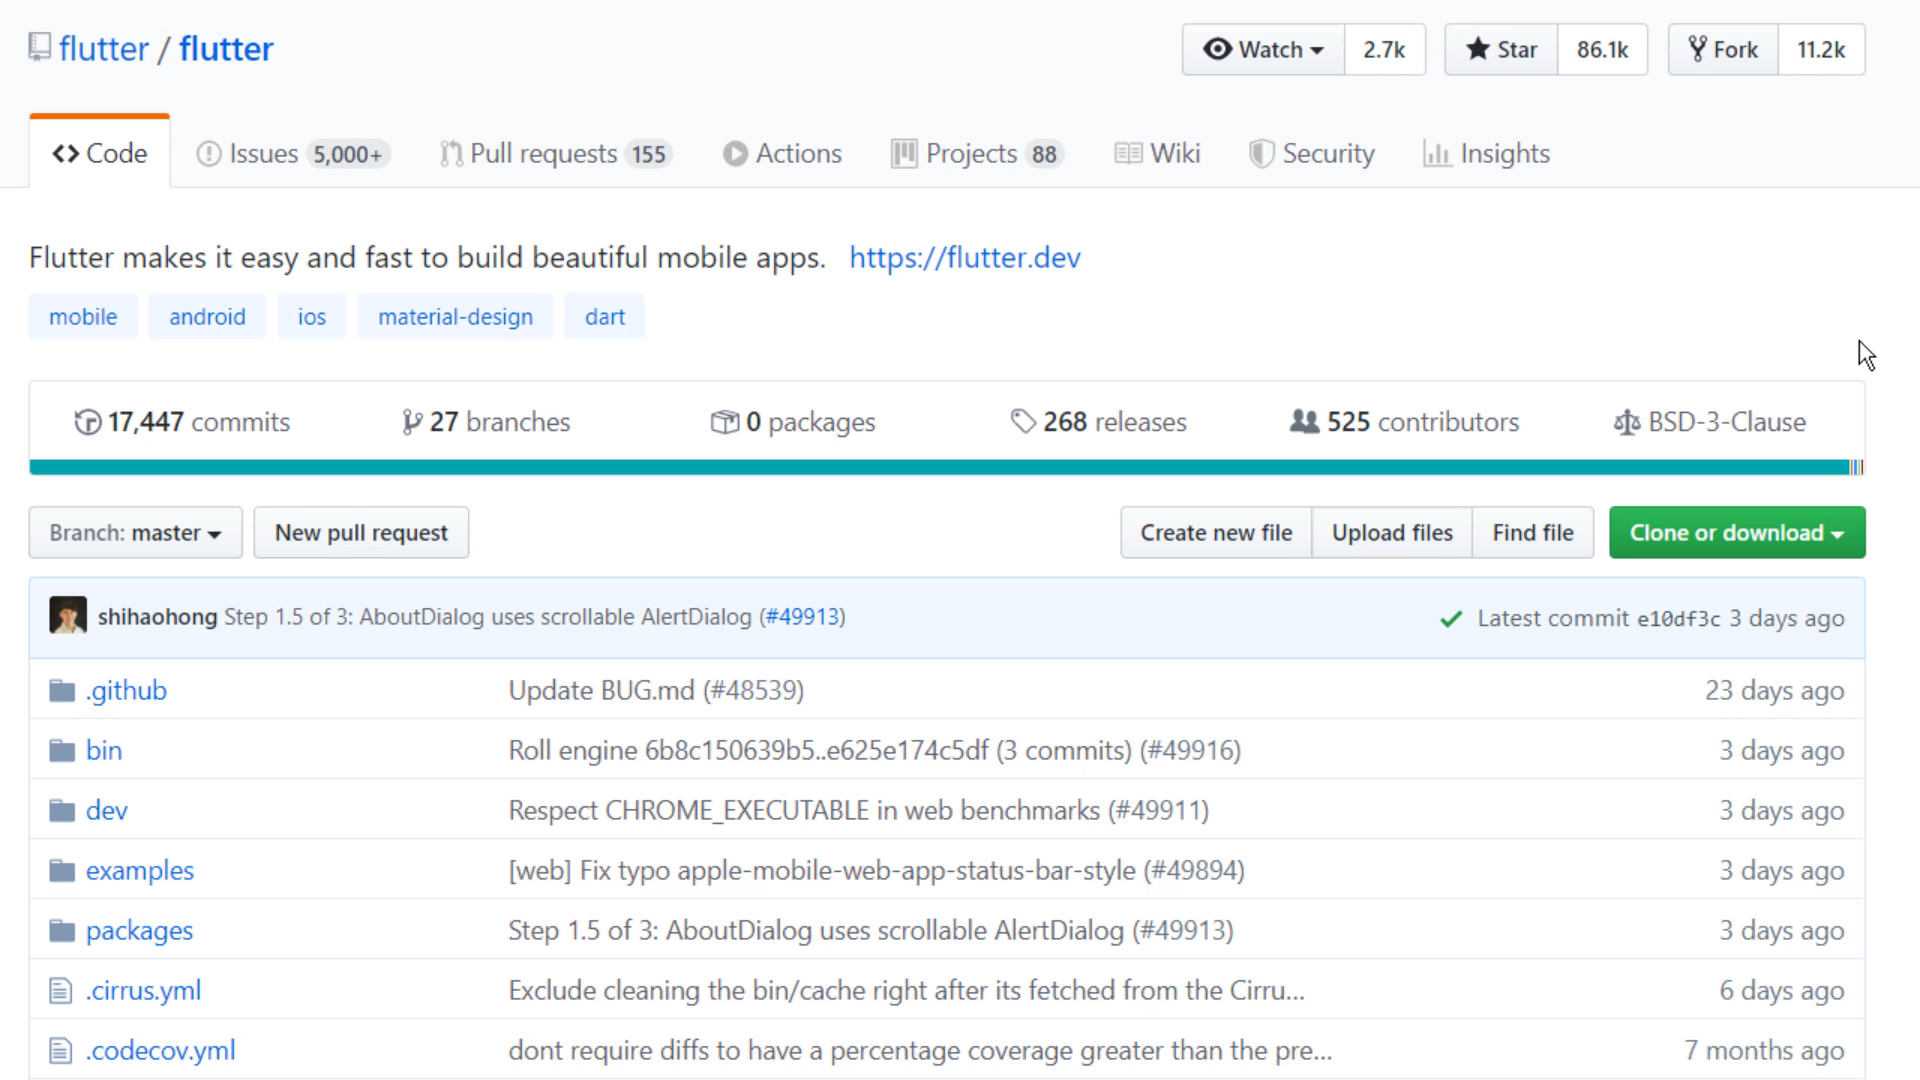 flutter / flutter Watch 2.7k Star 86.1k Fork 11.2k
Code Issues 5,000+ Pull requests 155 Actions Projects 88 Wiki Security Insights
Flutter makes it easy and fast to build beautiful mobile apps. https://flutter.dev
mobile android ios material-design dart
17,447 commits 27 branches 0 packages 268 releases 525 contributors BSD-3-Clause
Branch: master New pull request Create new file Upload files Find file Clone or download
shihaohong Step 1.5 of 3: AboutDialog uses scrollable AlertDialog (#49913) Latest commit e10df3c 3 days ago
.github Update BUG.md (#48539) 23 days ago
bin Roll engine 6b8c150639b5..e625e174c5df (3 commits) (#49916) 3 days ago
dev Respect CHROME_EXECUTABLE in web benchmarks (#49911) 3 days ago
examples [web] Fix typo apple-mobile-web-app-status-bar-style (#49894) 3 days ago
packages Step 1.5 of 3: AboutDialog uses scrollable AlertDialog (#49913) 3 days ago
.cirrus.yml Exclude cleaning the bin/cache right after its fetched from the Cirru... 6 days ago
.codecov.yml dont require diffs to have a percentage coverage greater than the pre... 7 months ago